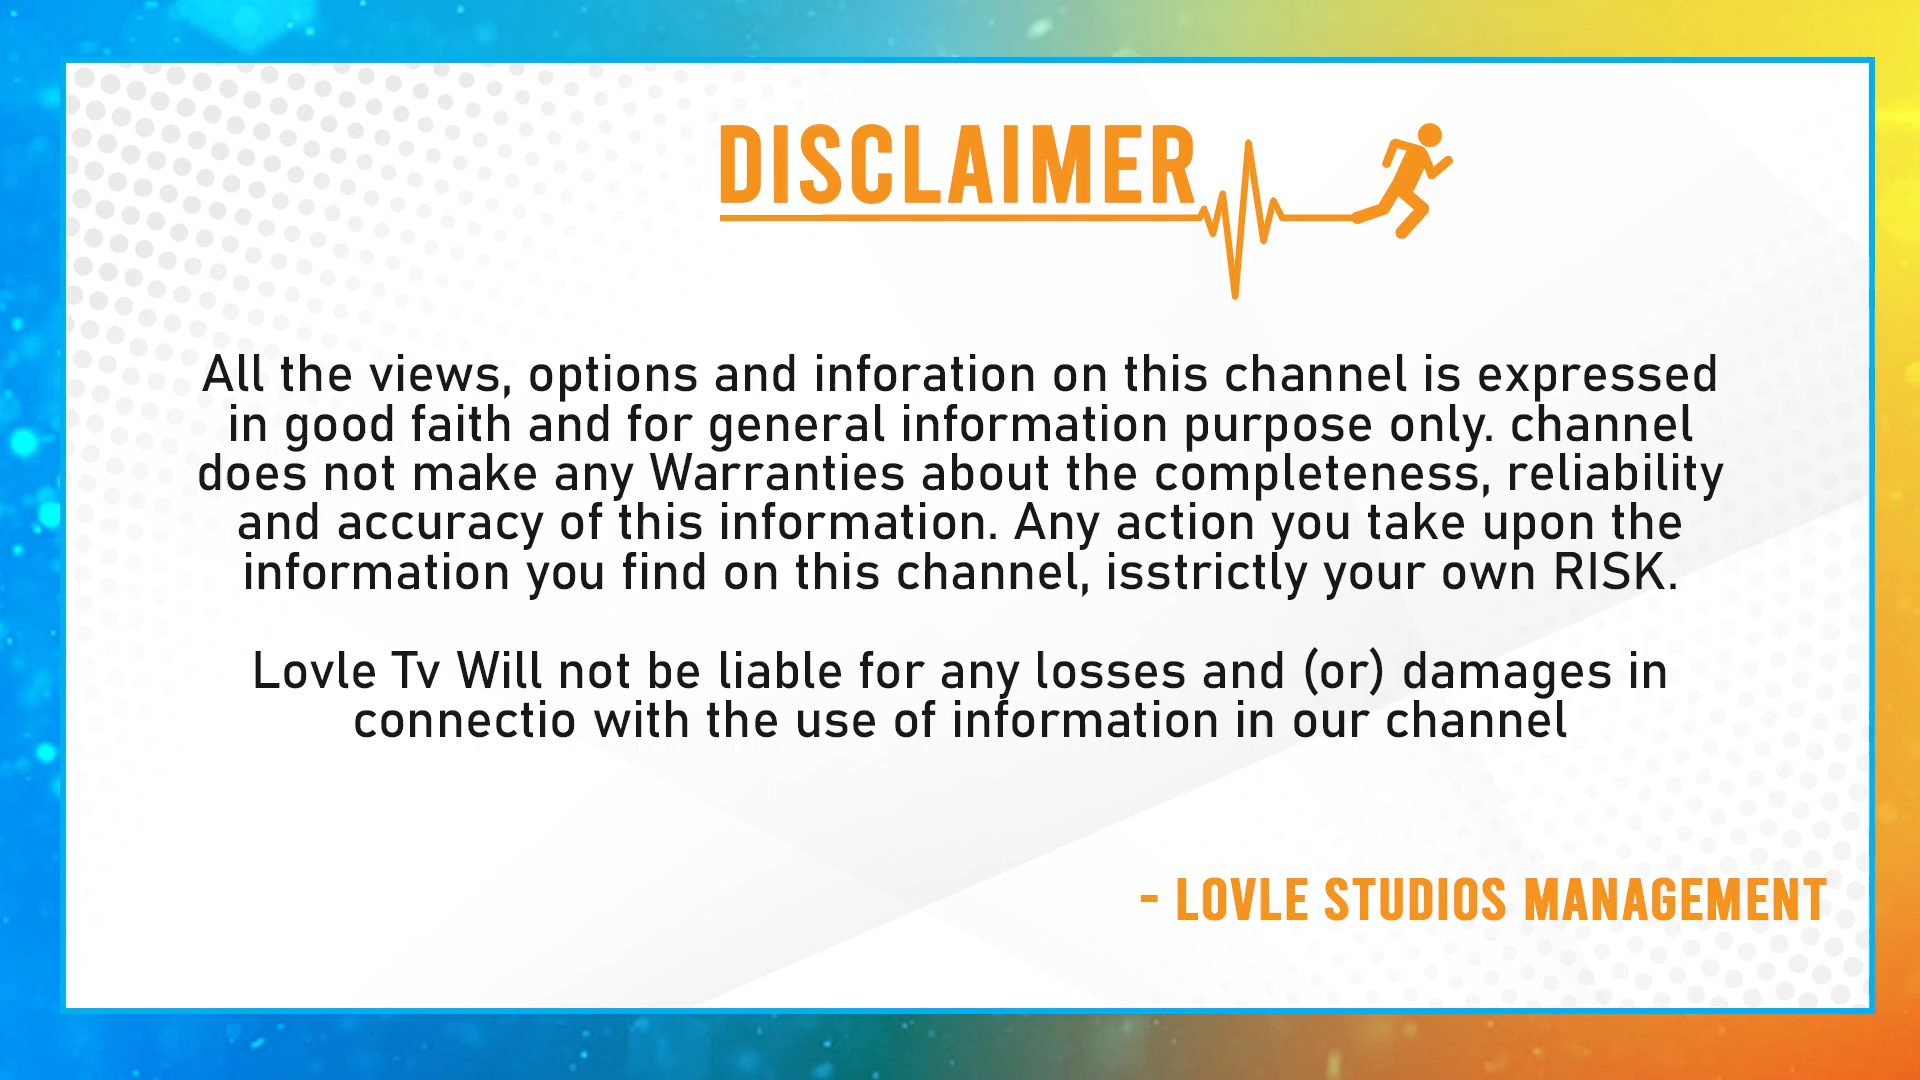 DISCLAIMER
All the views, options and inforation on this channel is expressed
in good faith and for general information purpose only. channel
does not make any Warranties about the completeness, reliability
and accuracy of this information. Any action you take upon the
information you find on this channel, isstrictly your own RISK.
Lovle Tv Will not be liable for any losses and (or) damages in
connectio with the use of information in our channel
- LOVLE STUDIOS MANAGEMENT